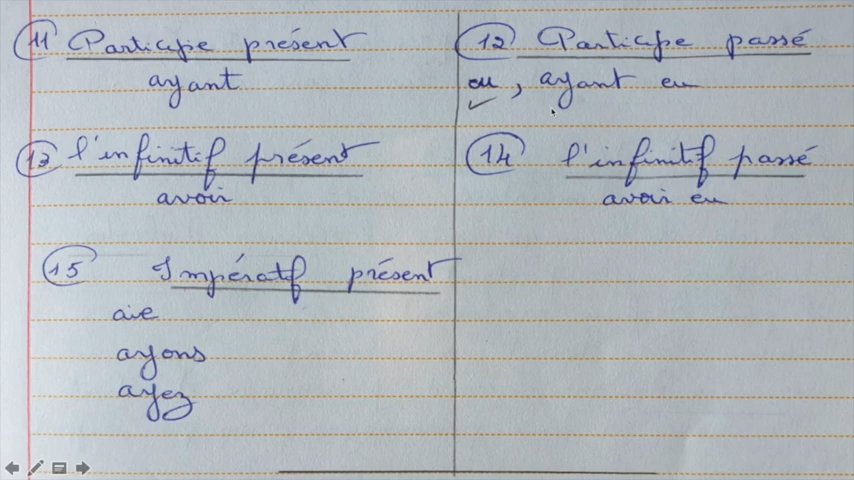 11 Participe présent
ayant
12 Participe passé
eu, ayant eu
13 l'infinitif présent
avoir
14 l'infinitif passé
avoir eu
15 Impératif présent
aie
ayons
ayez